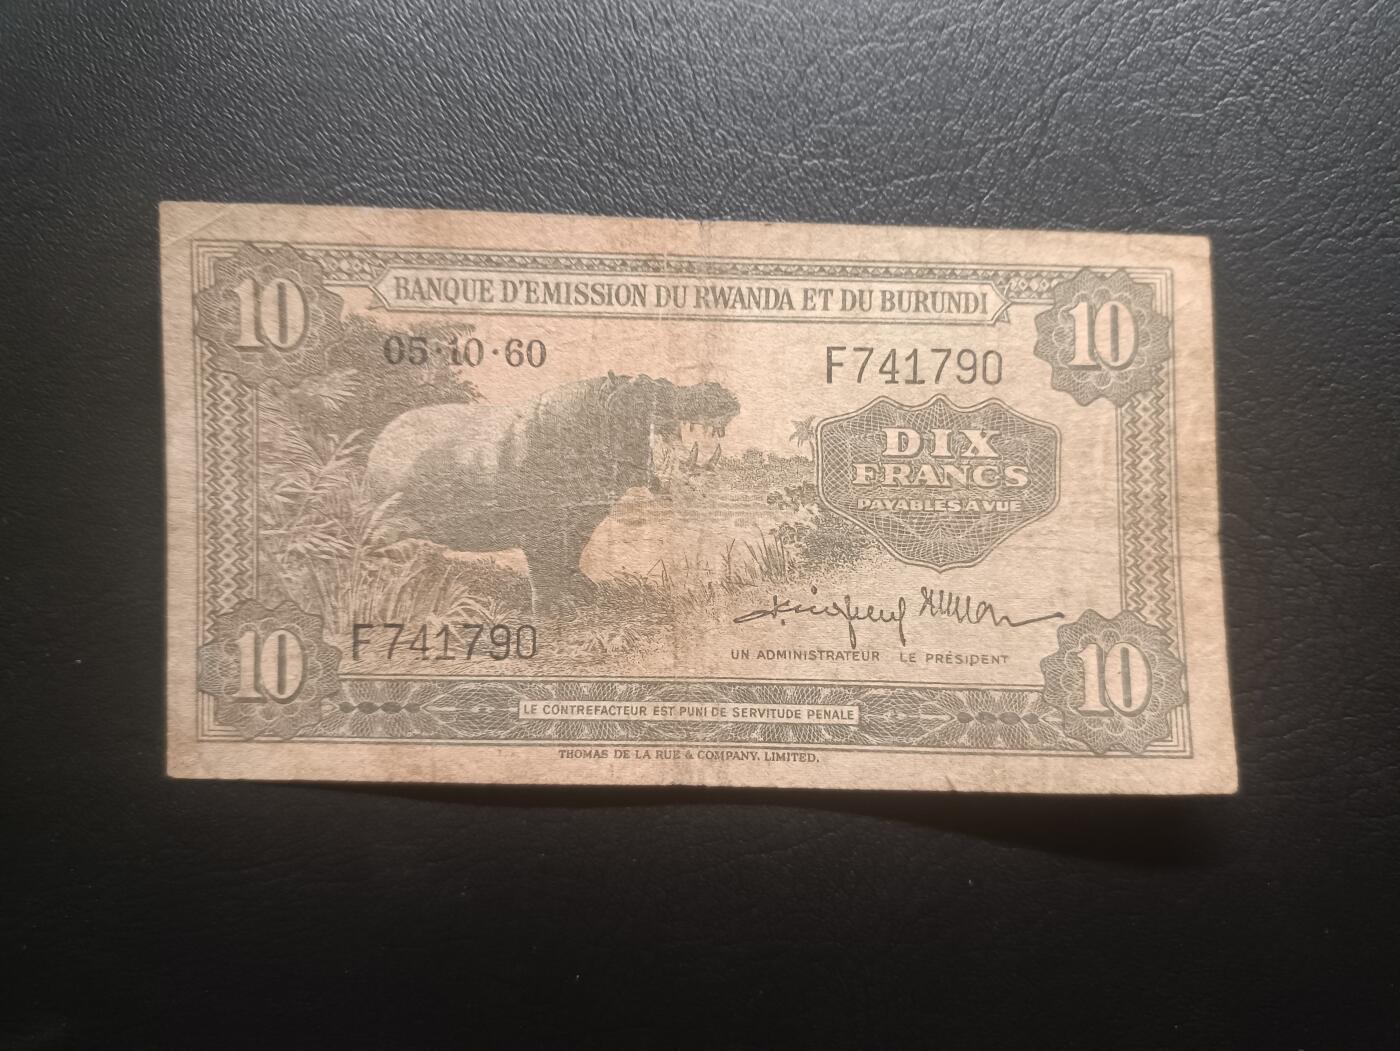 10 BANQUE D'EMISSION DU RWANDA ET DU BURUNDI 10
05·10·60 F741790
DIX
FRANCS
PAYABLES A VUE
F741790
UN ADMINISTRATEUR LE PRÉSIDENT
10 10
LE CONTREFACTEUR EST PUNI DE SERVITUDE PENALE
THOMAS DE LA RUE & COMPANY, LIMITED.